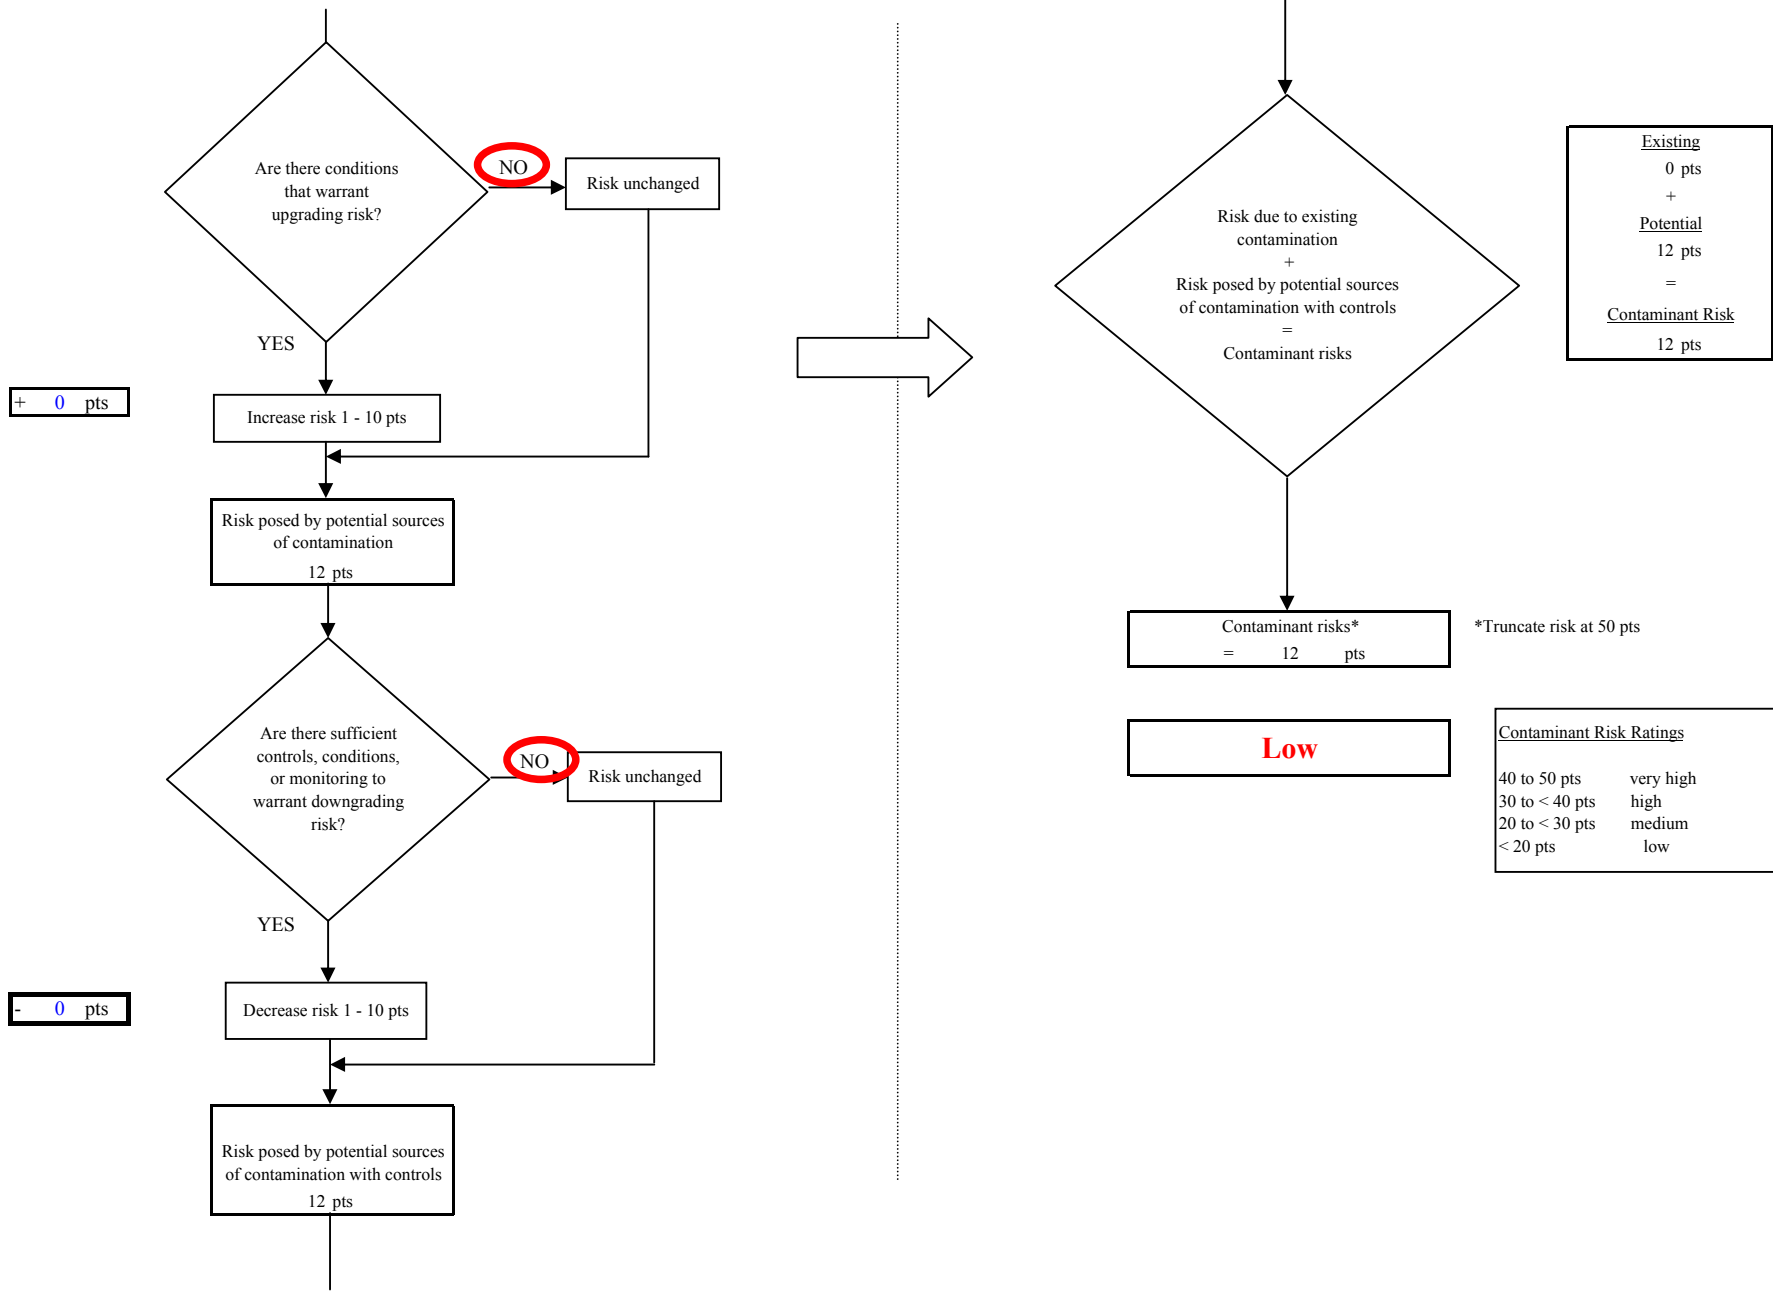 Are there conditions
that warrant
upgrading risk?
NO
Risk unchanged
YES
+ 0 pts
Increase risk 1 - 10 pts
Risk posed by potential sources
of contamination
12 pts
Are there sufficient
controls, conditions,
or monitoring to
warrant downgrading
risk?
NO
Risk unchanged
YES
- 0 pts
Decrease risk 1 - 10 pts
Risk posed by potential sources
of contamination with controls
12 pts
Risk due to existing
contamination
+
Risk posed by potential sources
of contamination with controls
=
Contaminant risks
Existing
0 pts
+
Potential
12 pts
=
Contaminant Risk
12 pts
Contaminant risks*
= 12 pts
*Truncate risk at 50 pts
Low
Contaminant Risk Ratings
40 to 50 pts very high
30 to < 40 pts high
20 to < 30 pts medium
< 20 pts low